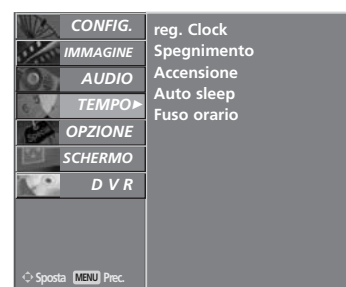 CONFIG.
IMMAGINE
AUDIO
TEMPO
OPZIONE
SCHERMO
D V R
reg. Clock
Spegnimento
Accensione
Auto sleep
Fuso orario
Sposta MENU Prec.